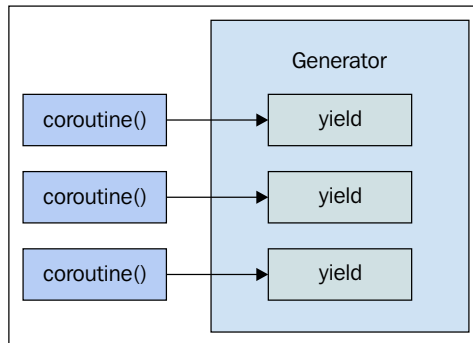 Generator
coroutine()
yield
coroutine()
yield
coroutine()
yield